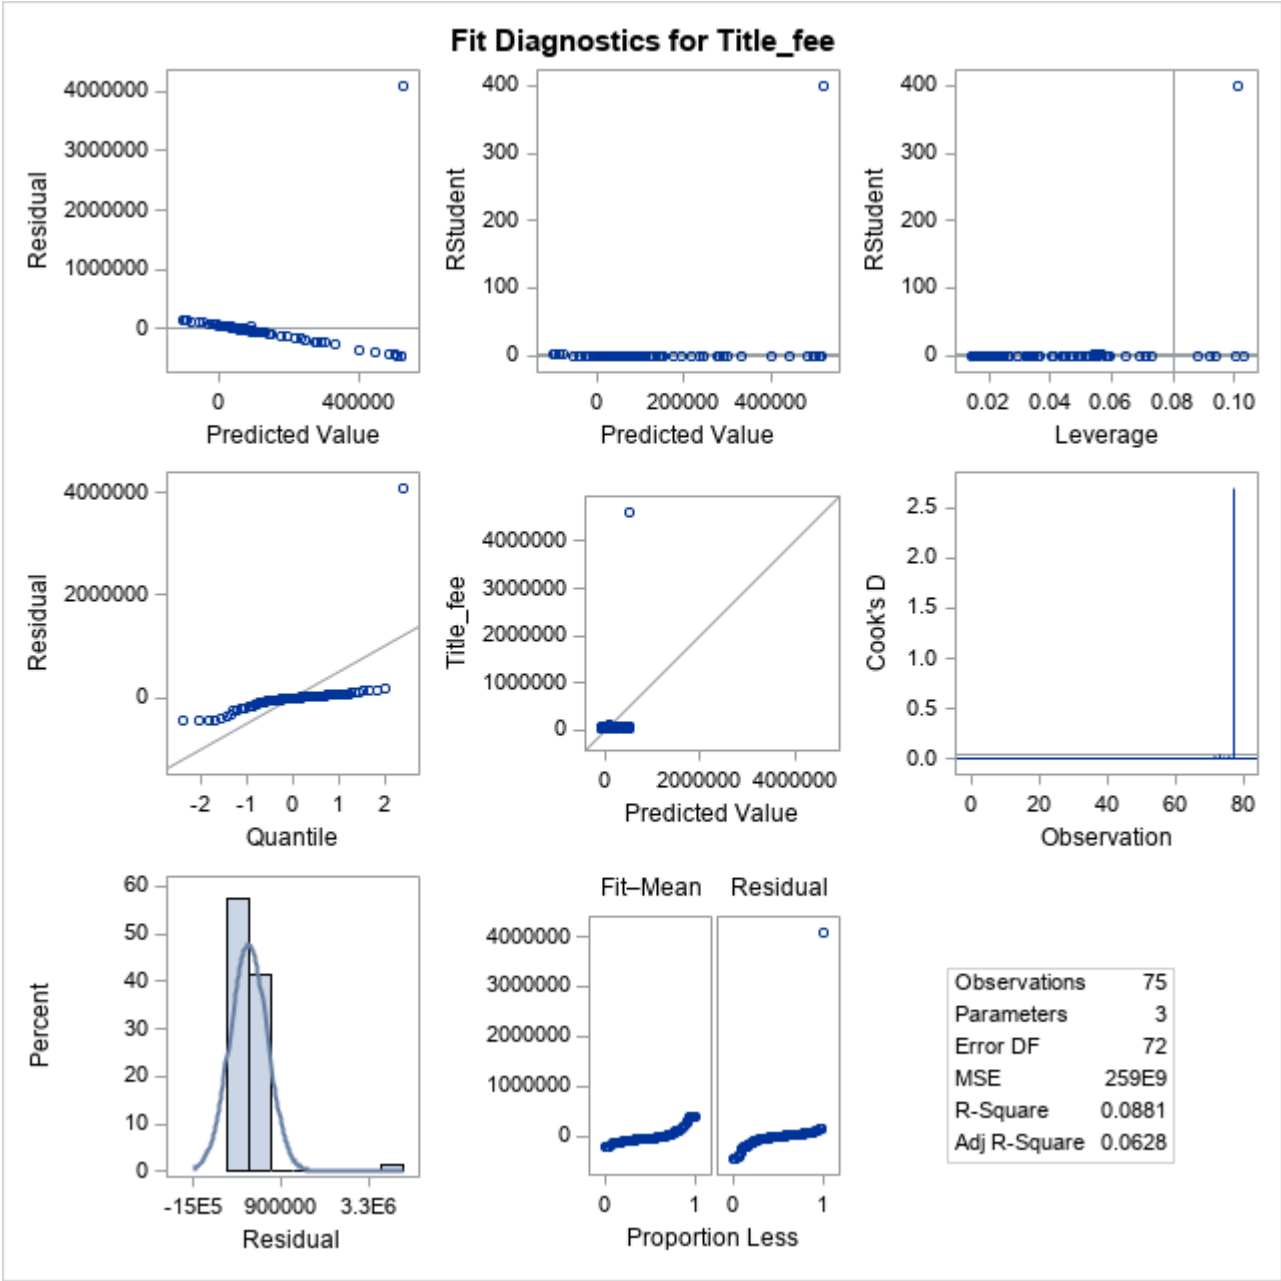 Fit Diagnostics for Title_fee
4000000
3000000
2000000
1000000
0
Residual
0 400000
Predicted Value
400
300
200
100
0
RStudent
0 200000 400000
Predicted Value
400
300
200
100
0
RStudent
0.02 0.04 0.06 0.08 0.10
Leverage
4000000
2000000
0
Residual
-2 -1 0 1 2
Quantile
4000000
3000000
2000000
1000000
0
Title_fee
0 2000000 4000000
Predicted Value
2.5
2.0
1.5
1.0
0.5
0.0
Cook's D
0 20 40 60 80
Observation
60
50
40
30
20
10
0
Percent
-15E5 900000 3.3E6
Residual
Fit–Mean Residual
4000000
3000000
2000000
1000000
0
0 1 0 1
Proportion Less
Observations 75
Parameters 3
Error DF 72
MSE 259E9
R-Square 0.0881
Adj R-Square 0.0628